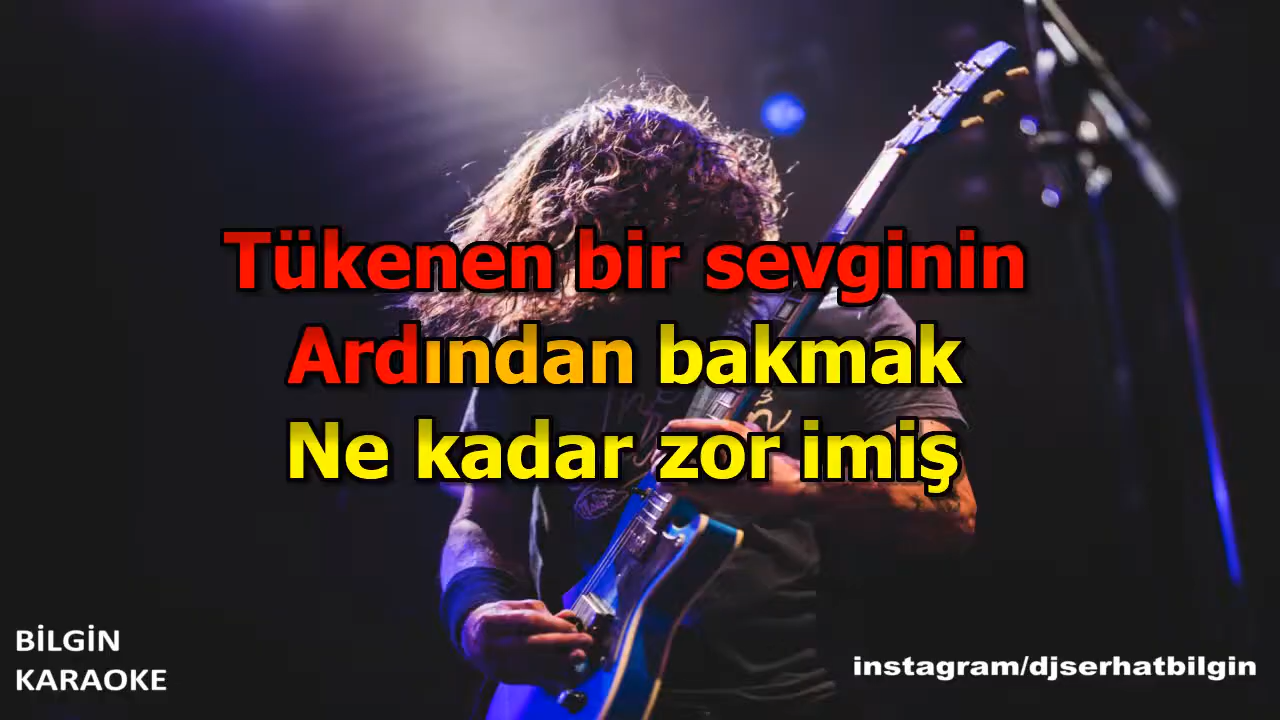 Tükenen bir sevginin
Ardından bakmak
Ne kadar zor imiş
BİLGİN
KARAOKE
instagram/djserhatbilgin